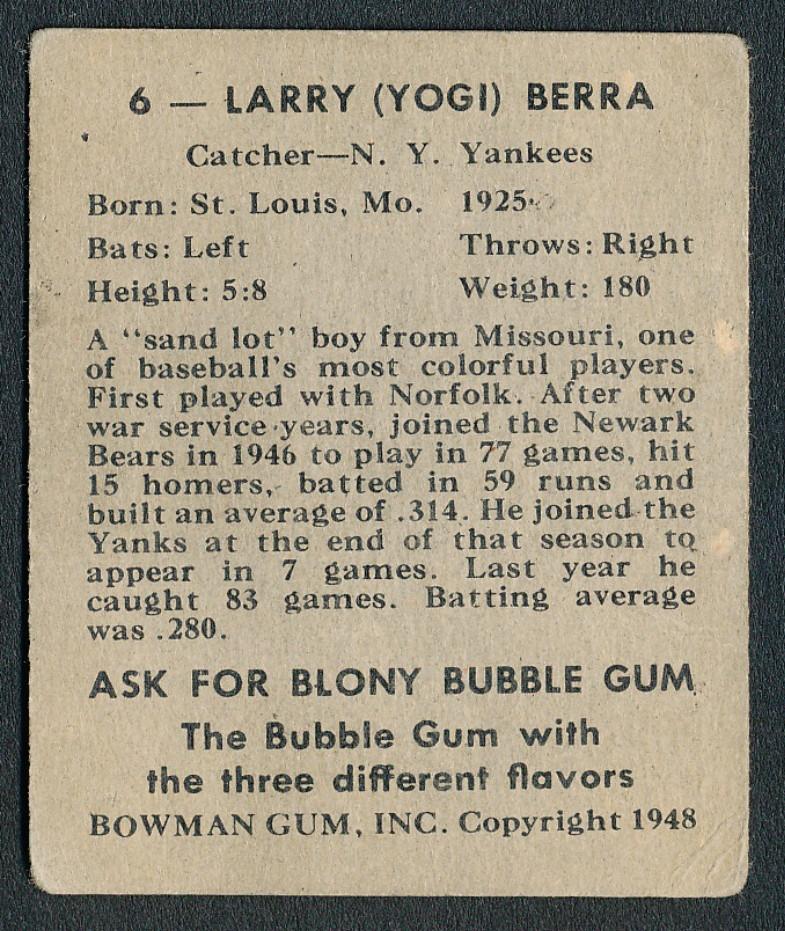 6 — LARRY (YOGI) BERRA
Catcher—N. Y. Yankees
Born: St. Louis, Mo. 1925
Bats: Left Throws: Right
Height: 5:8 Weight: 180
A "sand lot" boy from Missouri, one
of baseball's most colorful players.
First played with Norfolk. After two
war service years, joined the Newark
Bears in 1946 to play in 77 games, hit
15 homers, batted in 59 runs and
built an average of .314. He joined the
Yanks at the end of that season to
appear in 7 games. Last year he
caught 83 games. Batting average
was .280.
ASK FOR BLONY BUBBLE GUM
The Bubble Gum with
the three different flavors
BOWMAN GUM, INC. Copyright 1948